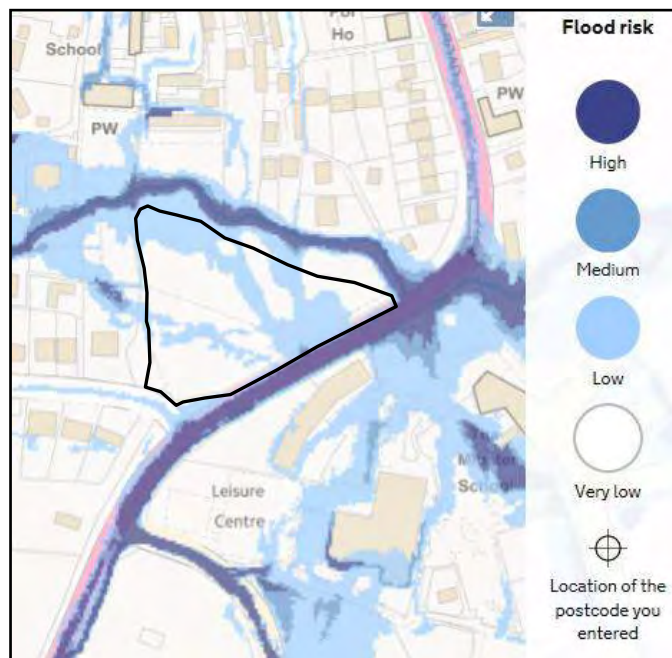 School
Ho
PW
PW
Leisure
Centre
School
Flood risk
High
Medium
Low
Very low
Location of the
postcode you
entered